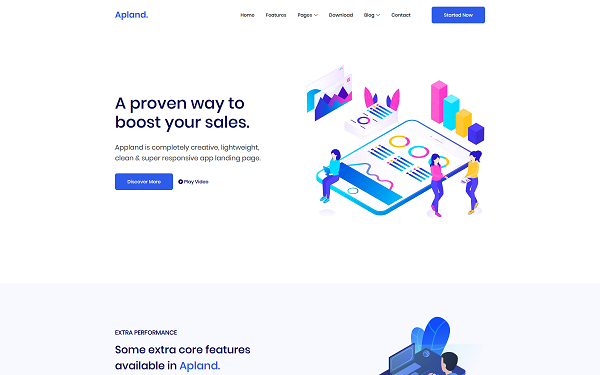 Apland.
Home Features Pages Download Blog Contact Started Now
A proven way to
boost your sales.
Appland is completely creative, lightweight,
clean & super responsive app landing page.
Discover More Play Video
EXTRA PERFORMANCE
Some extra core features
available in Apland.